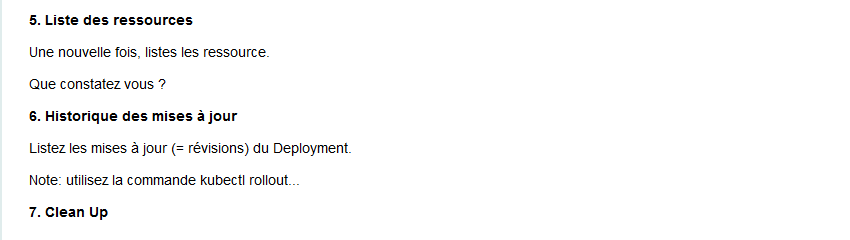 5. Liste des ressources
Une nouvelle fois, listes les ressource.
Que constatez vous ?
6. Historique des mises à jour
Listez les mises à jour (= révisions) du Deployment.
Note: utilisez la commande kubectl rollout...
7. Clean Up